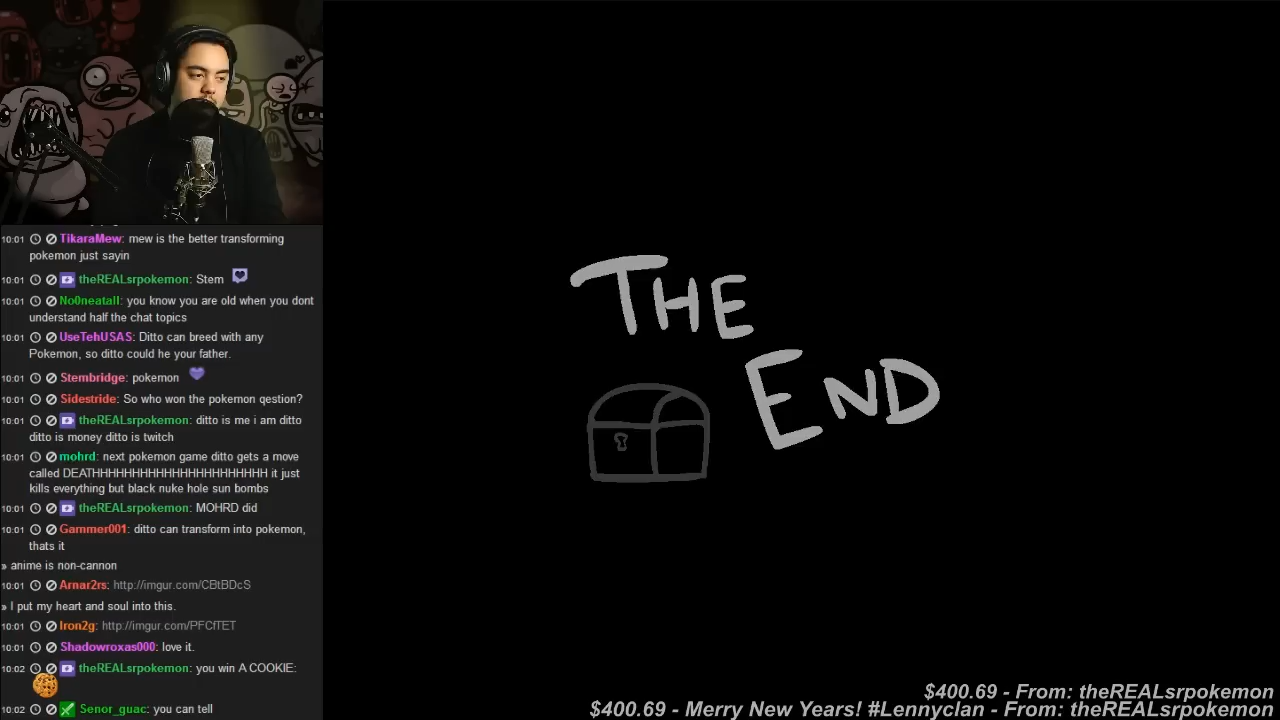 10:01 TikaraMew: mew is the better transforming
pokemon just sayin
10:01 theREALsrpokemon: Stem
10:01 No0neatall: you know you are old when you dont
understand half the chat topics
10:01 UseTehUSAS: Ditto can breed with any
Pokemon, so ditto could he your father.
10:01 Stembridge: pokemon
10:01 Sidestride: So who won the pokemon qestion?
10:01 theREALsrpokemon: ditto is me i am ditto
ditto is money ditto is twitch
10:01 mohrd: next pokemon game ditto gets a move
called DEATHHHHHHHHHHHHHHHHHHHHHH it just
kills everything but black nuke hole sun bombs
10:01 theREALsrpokemon: MOHRD did
10:01 Gammer001: ditto can transform into pokemon,
thats it
» anime is non-cannon
10:01 Arnar2rs: http://imgur.com/CBtBDcS
» I put my heart and soul into this.
10:01 Iron2g: http://imgur.com/PFCfTET
10:01 Shadowroxas000: love it.
10:02 theREALsrpokemon: you win A COOKIE:
10:02 Senor_guac: you can tell
THE
END
$400.69 - From: theREALsrpokemon
$400.69 - Merry New Years! #Lennyclan - From: theREALsrpokemon